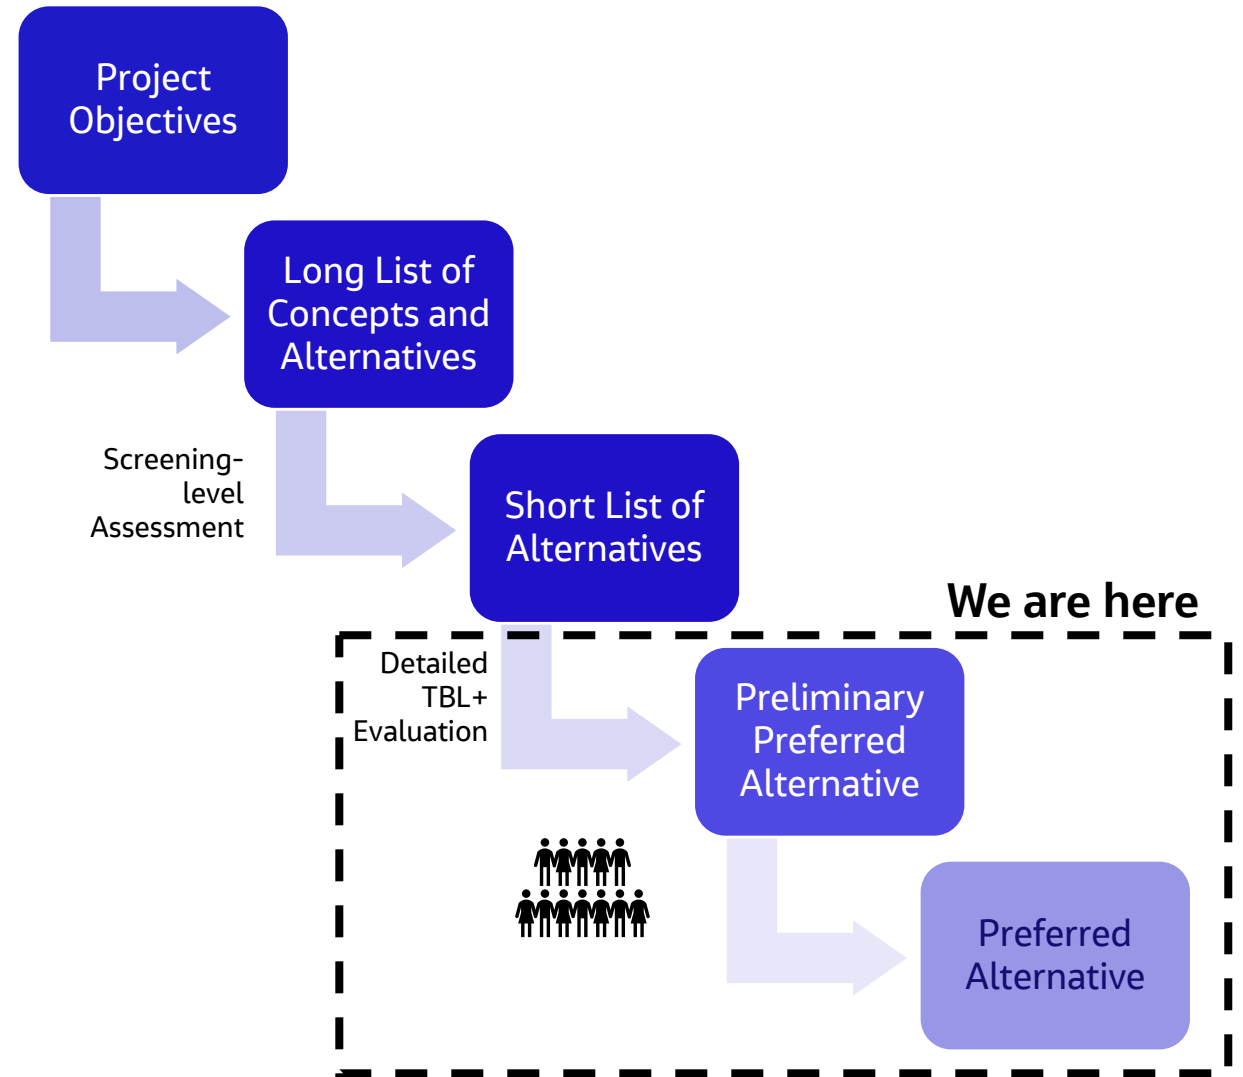 Project
Objectives
Long List of
Concepts and
Alternatives
Screening-
level
Assessment
Short List of
Alternatives
We are here
Detailed
TBL+
Evaluation
Preliminary
Preferred
Alternative
Preferred
Alternative